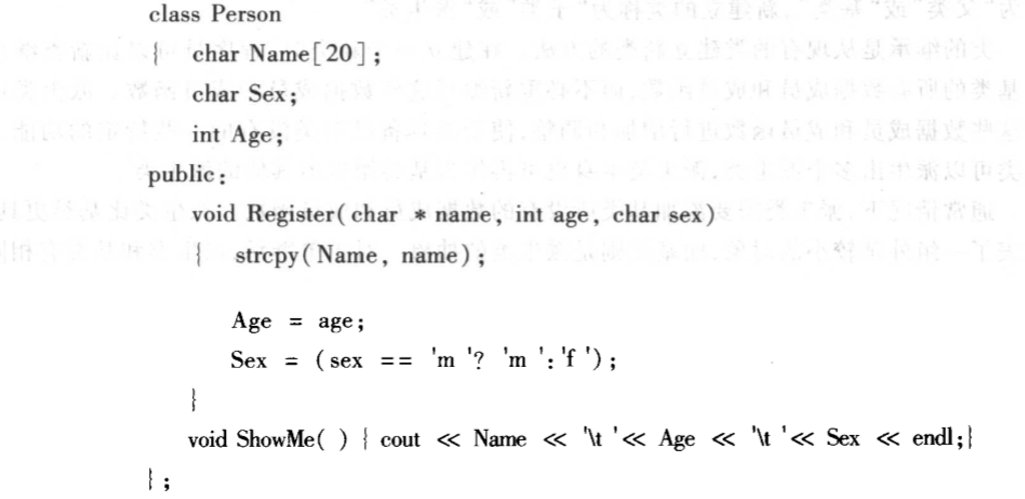 class Person
{ char Name[20];
char Sex;
int Age;
public:
void Register( char * name, int age, char sex)
{ strcpy( Name, name);
Age = age;
Sex = ( sex == 'm '? 'm ': 'f ');
}
void ShowMe( ) { cout << Name << '\t '<< Age << '\t '<< Sex << endl;}
};